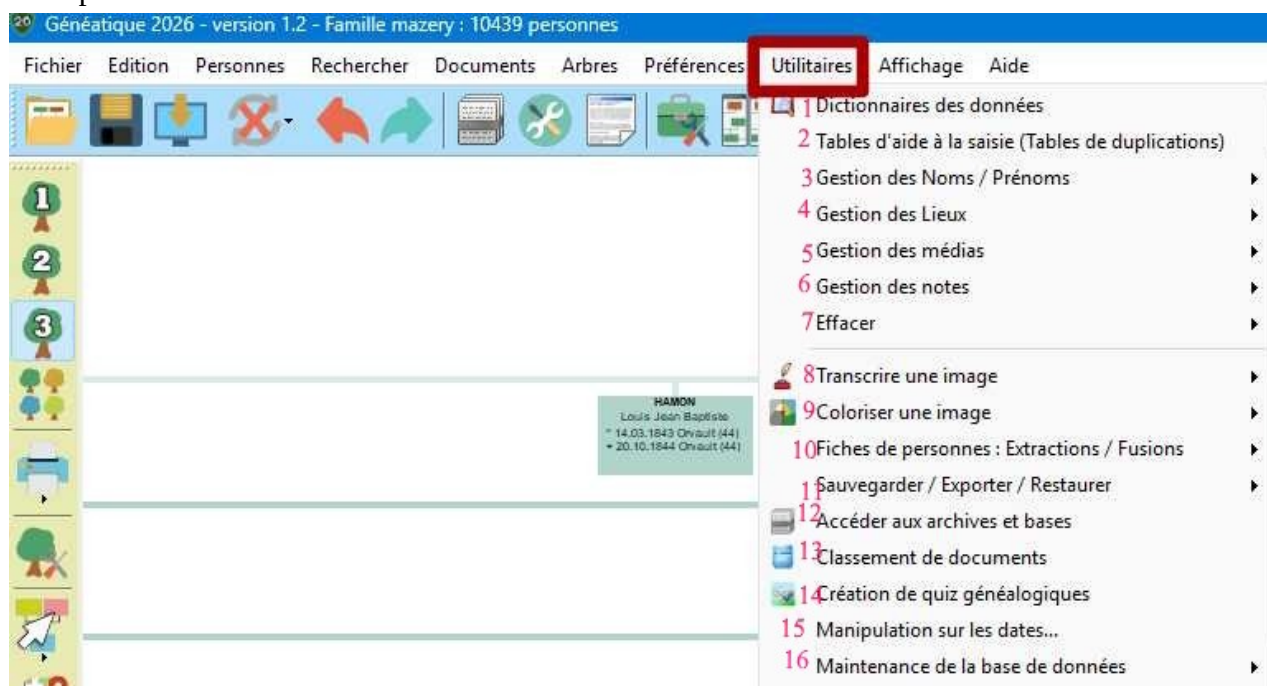 Généatique 2026 - version 1.2 - Famille mazery : 10439 personnes
Fichier Edition Personnes Rechercher Documents Arbres Préférences Utilitaires Affichage Aide
1 Dictionnaires des données
2 Tables d'aide à la saisie (Tables de duplications)
3 Gestion des Noms / Prénoms
4 Gestion des Lieux
5 Gestion des médias
6 Gestion des notes
7 Effacer
8 Transcrire une image
9 Coloriser une image
10 Fiches de personnes : Extractions / Fusions
11 Sauvegarder / Exporter / Restaurer
12 Accéder aux archives et bases
13 Classement de documents
14 Création de quiz généalogiques
15 Manipulation sur les dates...
16 Maintenance de la base de données
1
2
3
HAMON
Louis Jean Baptiste
° 14.03.1843 Orvault (44)
+ 20.10.1844 Orvault (44)